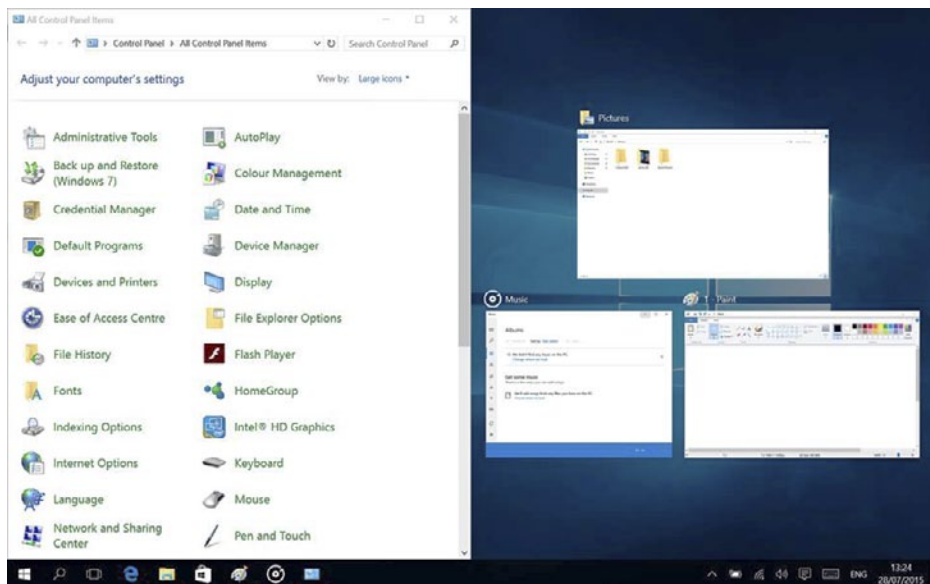 All Control Panel Items
Control Panel
All Control Panel Items
Search Control Panel
Adjust your computer's settings
View by: Large icons
Administrative Tools
AutoPlay
Back up and Restore
(Windows 7)
Colour Management
Credential Manager
Date and Time
Default Programs
Device Manager
Devices and Printers
Display
Ease of Access Centre
File Explorer Options
File History
Flash Player
Fonts
HomeGroup
Indexing Options
Intel® HD Graphics
Internet Options
Keyboard
Language
Mouse
Network and Sharing
Center
Pen and Touch
Pictures
Music
Albums
Get some music
1 - Paint
ENG
13:24
28/07/2015